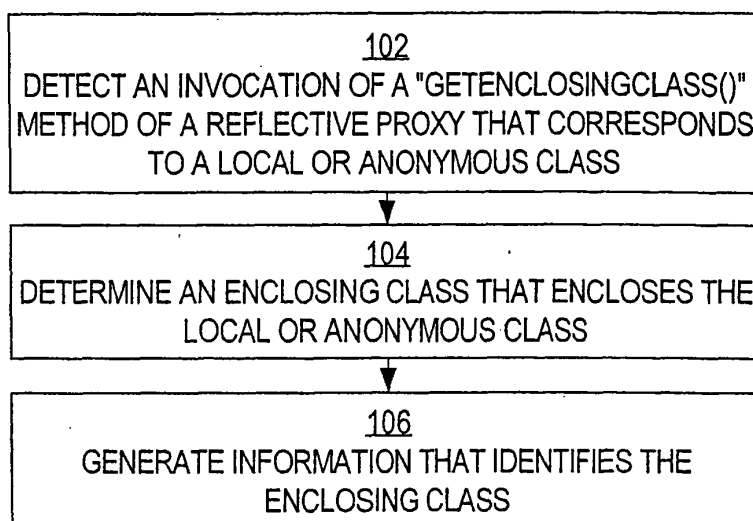 102
DETECT AN INVOCATION OF A "GETENCLOSINGCLASS()"
METHOD OF A REFLECTIVE PROXY THAT CORRESPONDS
TO A LOCAL OR ANONYMOUS CLASS
104
DETERMINE AN ENCLOSING CLASS THAT ENCLOSES THE
LOCAL OR ANONYMOUS CLASS
106
GENERATE INFORMATION THAT IDENTIFIES THE
ENCLOSING CLASS